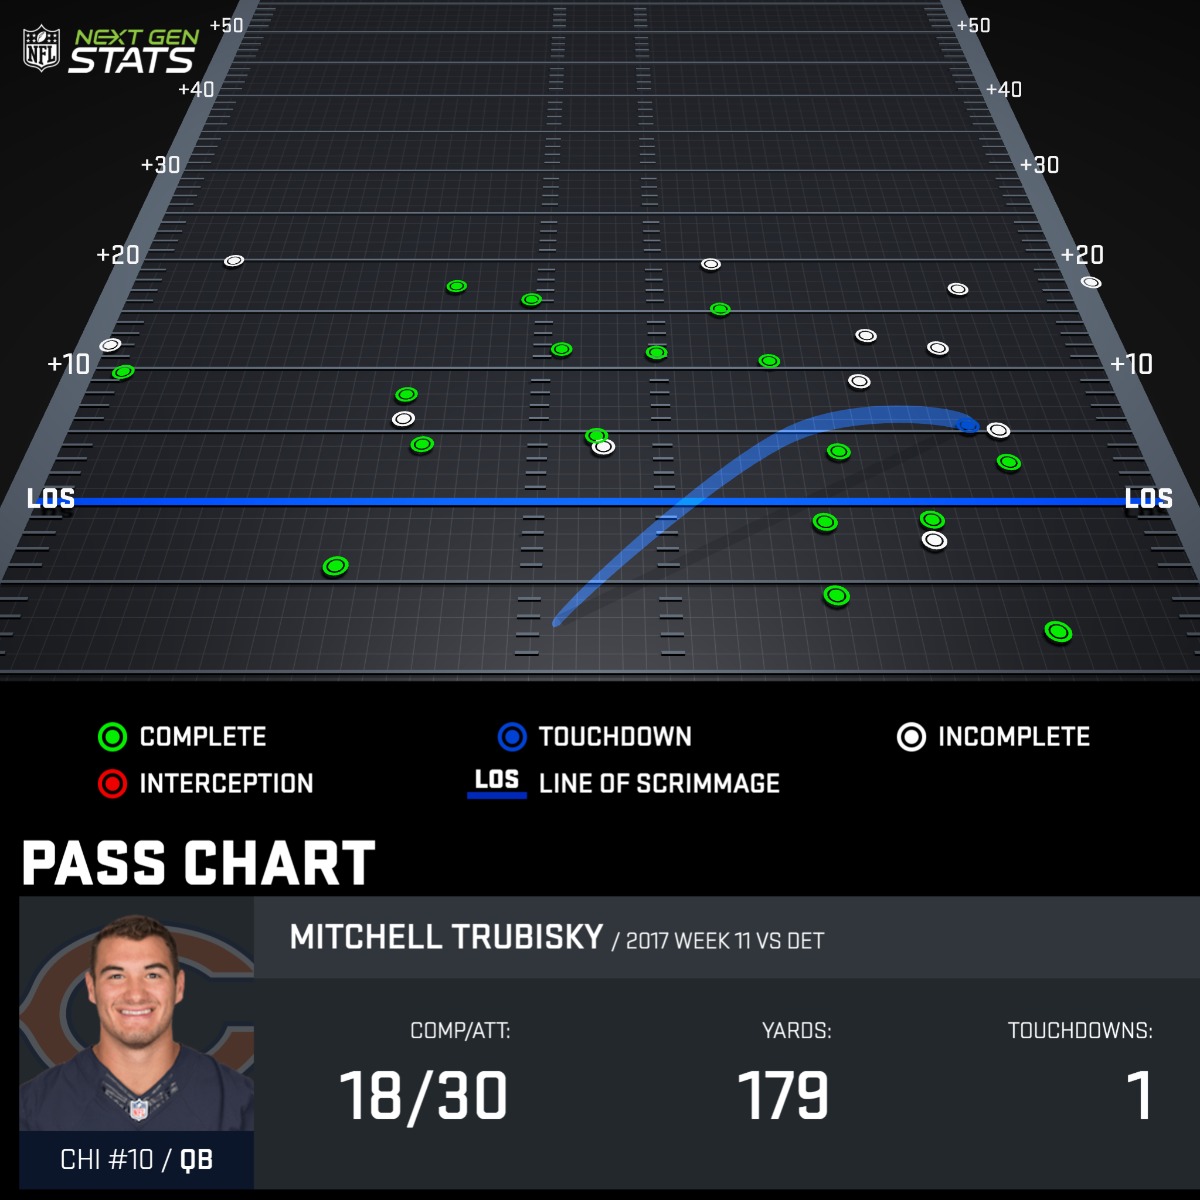 NFL
NEXT GEN
STATS
+50 +50
+40 +40
+30 +30
+20 +20
+10 +10
LOS LOS
COMPLETE TOUCHDOWN INCOMPLETE
INTERCEPTION LOS LINE OF SCRIMMAGE
PASS CHART
MITCHELL TRUBISKY / 2017 WEEK 11 VS DET
COMP/ATT: YARDS: TOUCHDOWNS:
18/30 179 1
CHI #10 / QB